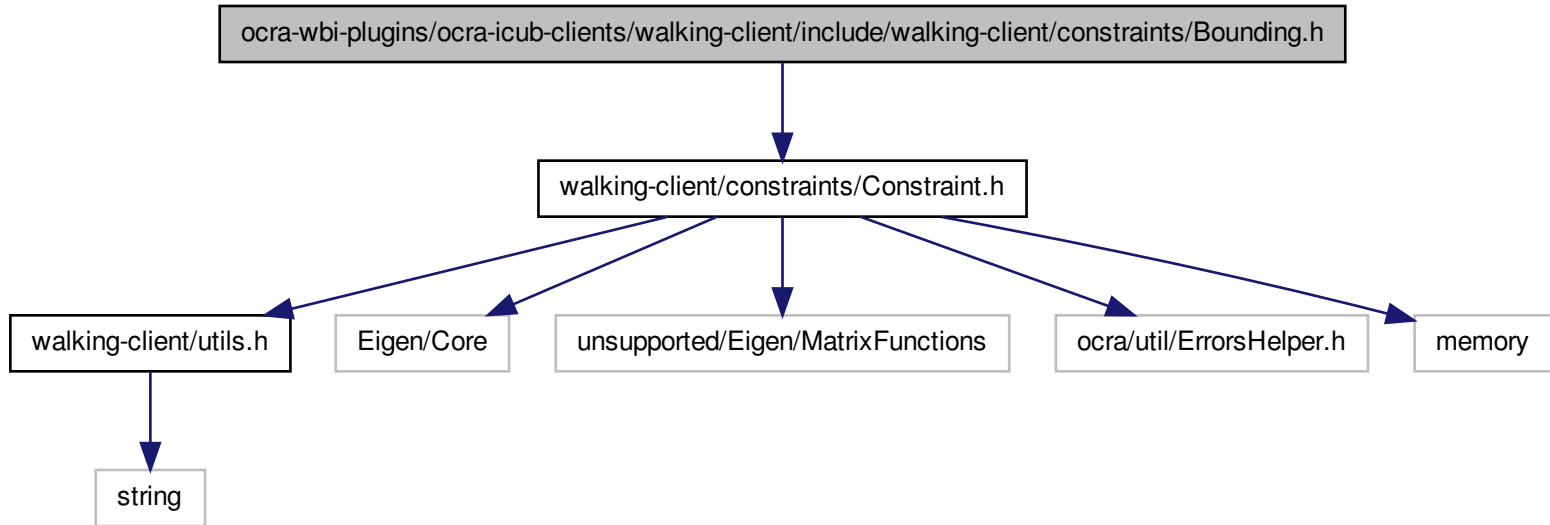 ocra-wbi-plugins/ocra-icub-clients/walking-client/include/walking-client/constraints/Bounding.h
walking-client/constraints/Constraint.h
walking-client/utils.h
Eigen/Core
unsupported/Eigen/MatrixFunctions
ocra/util/ErrorsHelper.h
memory
string